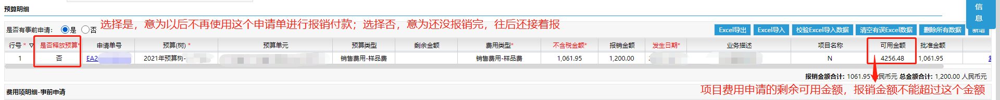 信
息
预算明细
选择是，意为以后不再使用这个申请单进行报销付款；选择否，意为还没报销完，往后还接着报
是否有事前申请： 是 否
Excel导出 Excel导入 校验Excel导入数据 清空有误Excel数据 删除所有数据 新增
行号 * 是否释放预算* 申请单号 预算(树) * 预算单元 预算类型 剩余金额 费用类型* 不含税金额* 报销金额 发生日期* 业务描述 项目名称 可用金额 批准金额
1 否 EA2 2021年预算树- 销售费用-样品费 销售费用-样品费 1,061.95 1,200.00 N 4256.48 1,061.95
报销金额合计: 1061.95 人民币元 总金额合计: 1,200.00 人民币元
项目费用申请的剩余可用金额，报销金额不能超过这个金额
费用项明细-事前申请